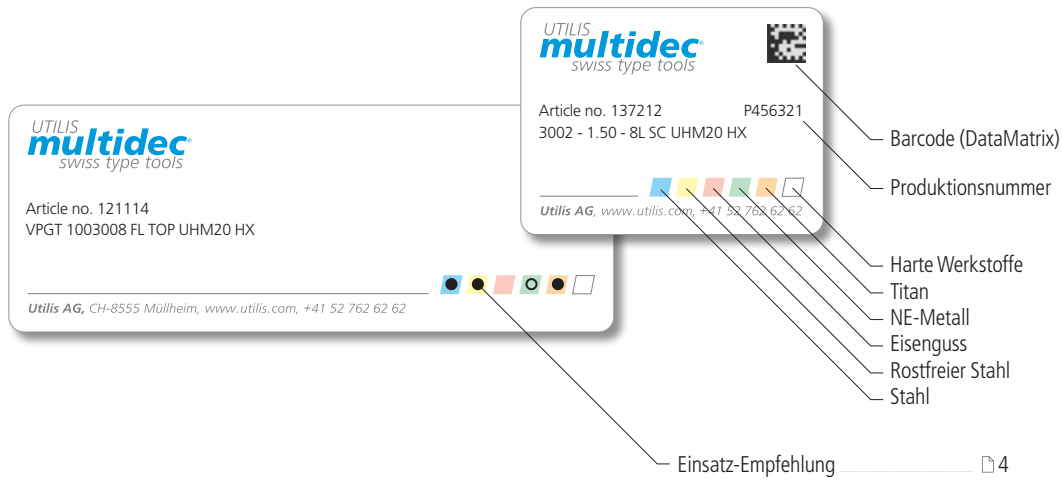 UTILIS
multidec®
swiss type tools
Article no. 137212 P456321
3002 - 1.50 - 8L SC UHM20 HX
Utilis AG, www.utilis.com, +41 52 762 62 62
UTILIS
multidec®
swiss type tools
Article no. 121114
VPGT 1003008 FL TOP UHM20 HX
Utilis AG, CH-8555 Müllheim, www.utilis.com, +41 52 762 62 62
Barcode (DataMatrix)
Produktionsnummer
Harte Werkstoffe
Titan
NE-Metall
Eisenguss
Rostfreier Stahl
Stahl
Einsatz-Empfehlung 4